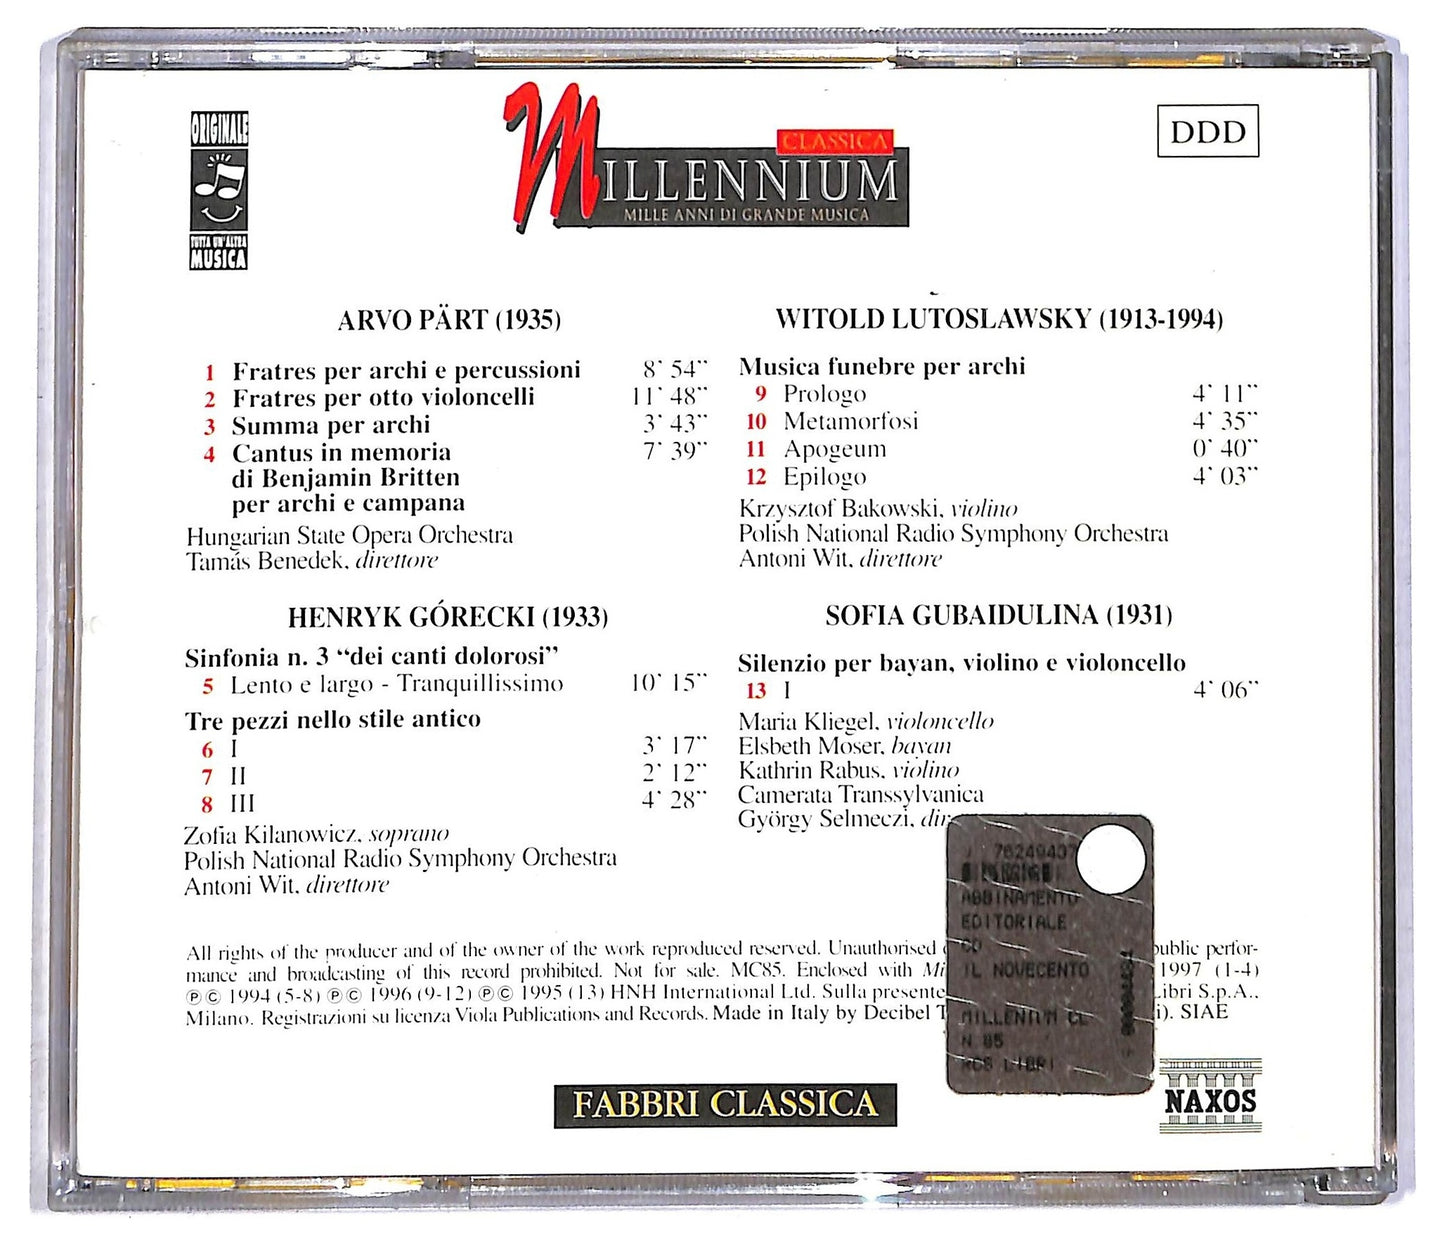 ORIGINALE
TUTTA UN'ALTRA
MUSICA
CLASSICA
MILLENNIUM
MILLE ANNI DI GRANDE MUSICA
DDD
ARVO PÄRT (1935)
1 Fratres per archi e percussioni 8' 54''
2 Fratres per otto violoncelli 11' 48''
3 Summa per archi 3' 43''
4 Cantus in memoria 7' 39''
di Benjamin Britten
per archi e campana
Hungarian State Opera Orchestra
Tamás Benedek, direttore
HENRYK GÓRECKI (1933)
Sinfonia n. 3 “dei canti dolorosi”
5 Lento e largo - Tranquillissimo 10' 15''
Tre pezzi nello stile antico
6 I 3' 17''
7 II 2' 12''
8 III 4' 28''
Zofia Kilanowicz, soprano
Polish National Radio Symphony Orchestra
Antoni Wit, direttore
WITOLD LUTOSLAWSKY (1913-1994)
Musica funebre per archi
9 Prologo 4' 11''
10 Metamorfosi 4' 35''
11 Apogeum 0' 40''
12 Epilogo 4' 03''
Krzysztof Bakowski, violino
Polish National Radio Symphony Orchestra
Antoni Wit, direttore
SOFIA GUBAIDULINA (1931)
Silenzio per bayan, violino e violoncello
13 I 4' 06''
Maria Kliegel, violoncello
Elsbeth Moser, bayan
Kathrin Rabus, violino
Camerata Transsylvanica
György Selmeczi,
ABBINAMENTO
EDITORIALE
CO
IL NOVECENTO
MILLENIUM CL
N 85
RCS LIBRI
All rights of the producer and of the owner of the work reproduced reserved. Unauthorised public perfor-
mance and broadcasting of this record prohibited. Not for sale. MC85. Enclosed with 1997 (1-4)
℗© 1994 (5-8) ℗© 1996 (9-12) ℗© 1995 (13) HNH International Ltd. Sulla presente Libri S.p.A.,
Milano. Registrazioni su licenza Viola Publications and Records. Made in Italy by Decibel SIAE
FABBRI CLASSICA
NAXOS